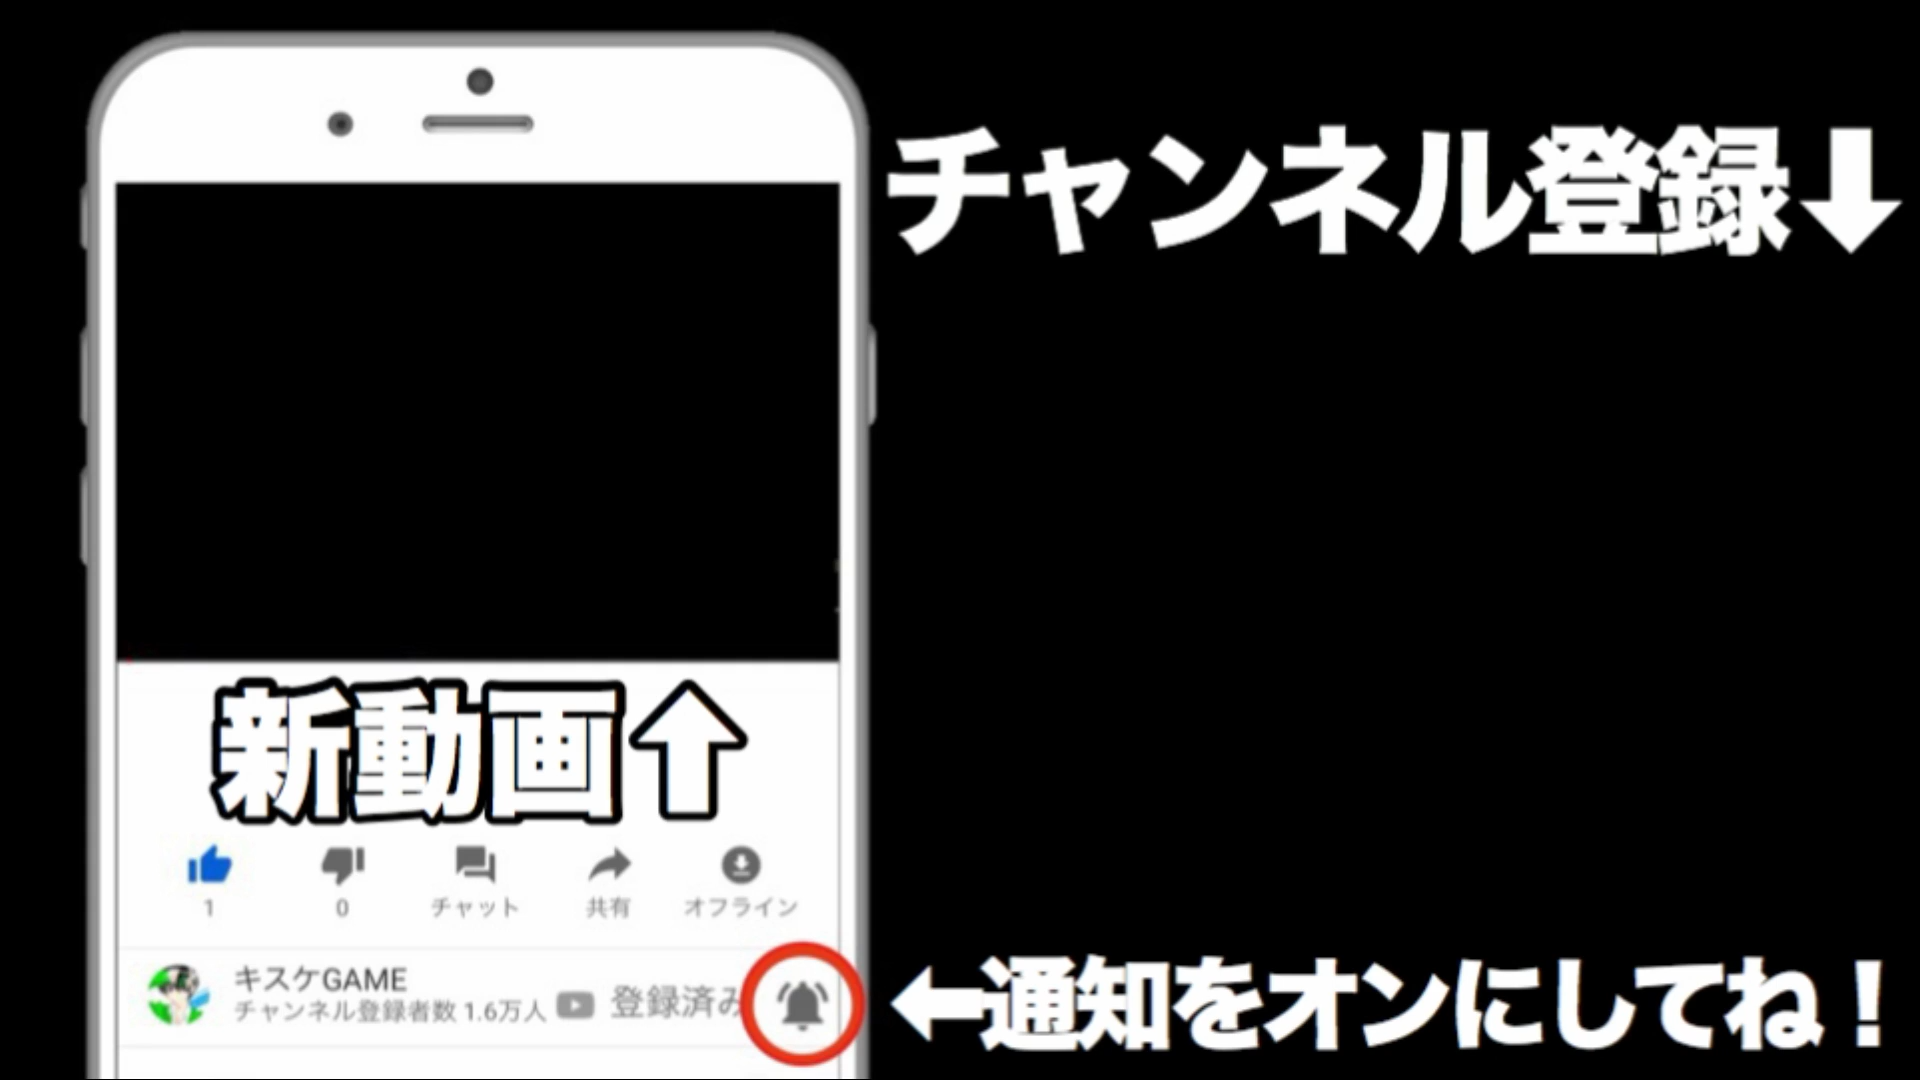 チャンネル登録⬇
新動画↑
1
0
チャット
共有
オフライン
キスケGAME
チャンネル登録者数 1.6万人
登録済み
⬅通知をオンにしてね！